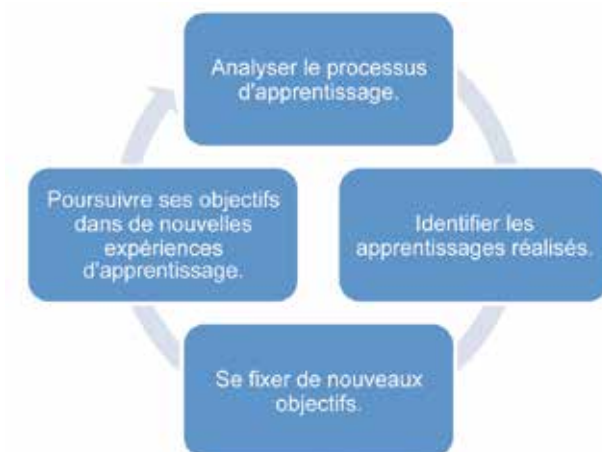 Analyser le processus
d'apprentissage.
Identifier les
apprentissages réalisés.
Se fixer de nouveaux
objectifs.
Poursuivre ses objectifs
dans de nouvelles
expériences
d'apprentissage.